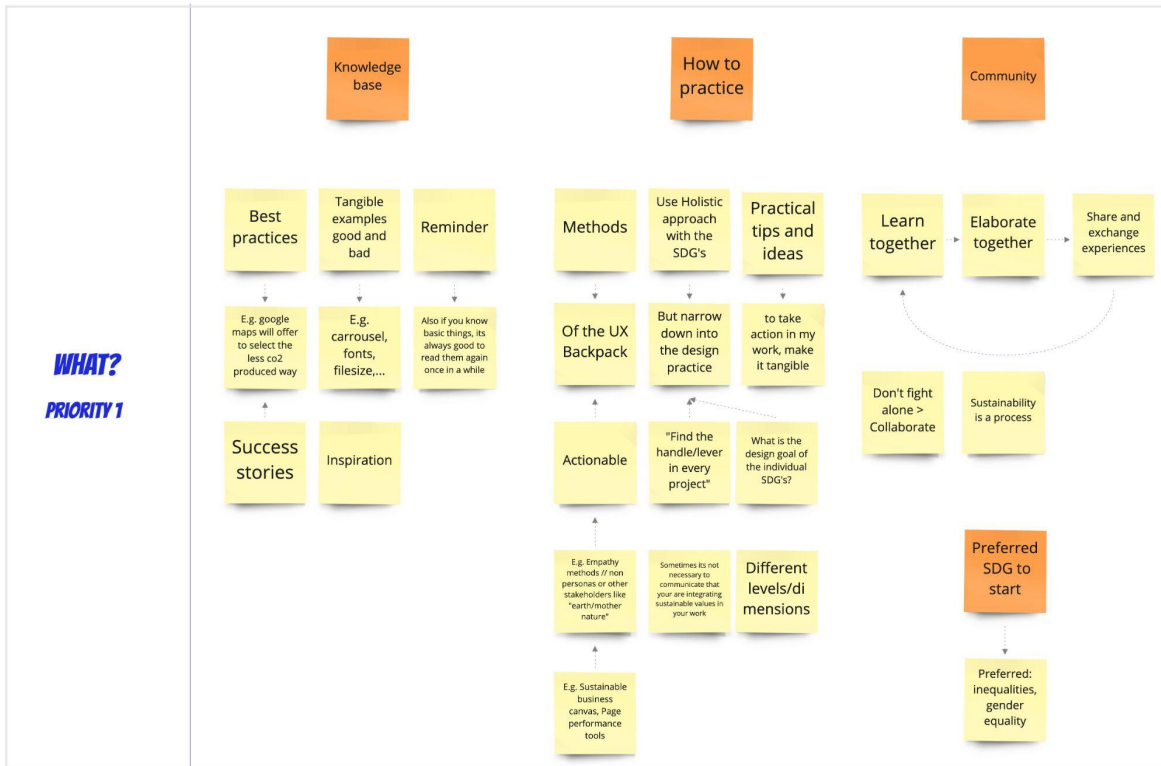 Knowledge
base
How to
practice
Community
Best
practices
Tangible
examples
good and
bad
Reminder
Methods
Use Holistic
approach
with the
SDG's
Practical
tips and
ideas
Learn
together
Elaborate
together
Share and
exchange
experiences
E.g. google
maps will offer
to select the
less co2
produced way
E.g.
carrousel,
fonts,
filesize,...
Also if you know
basic things, its
always good to
read them again
once in a while
Of the UX
Backpack
But narrow
down into
the design
practice
to take
action in my
work, make
it tangible
WHAT?
PRIORITY 1
Don't fight
alone >
Collaborate
Sustainability
is a process
Success
stories
Inspiration
Actionable
"Find the
handle/lever
in every
project"
What is the
design goal of
the individual
SDG's?
E.g. Empathy
methods // non
personas or other
stakeholders like
"earth/mother
nature"
Sometimes its not
necessary to
communicate that
your are integrating
sustainable values in
your work
Different
levels/di
mensions
Preferred
SDG to
start
E.g. Sustainable
business
canvas, Page
performance
tools
Preferred:
inequalities,
gender
equality